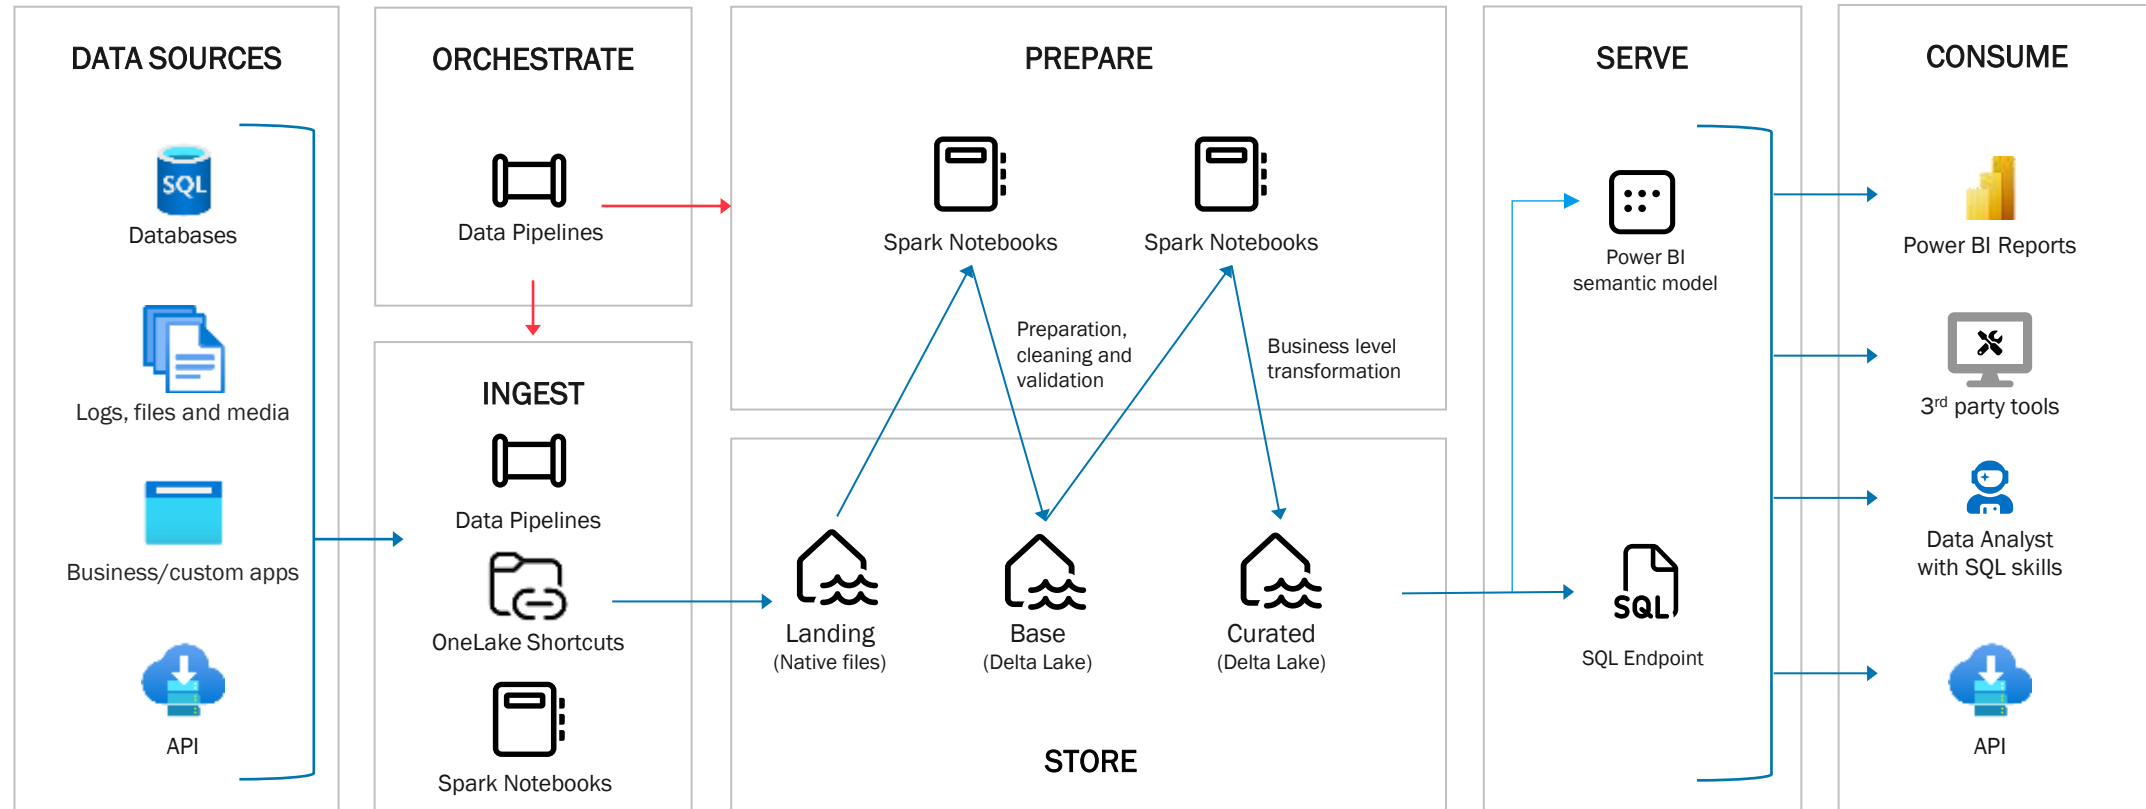 DATA SOURCES
SQL
Databases
Logs, files and media
Business/custom apps
API
ORCHESTRATE
Data Pipelines
INGEST
Data Pipelines
OneLake Shortcuts
Spark Notebooks
PREPARE
Spark Notebooks
Spark Notebooks
Preparation,
cleaning and
validation
Business level
transformation
Landing
(Native files)
Base
(Delta Lake)
Curated
(Delta Lake)
STORE
SERVE
Power BI
semantic model
SQL
SQL Endpoint
CONSUME
Power BI Reports
3rd party tools
Data Analyst
with SQL skills
API